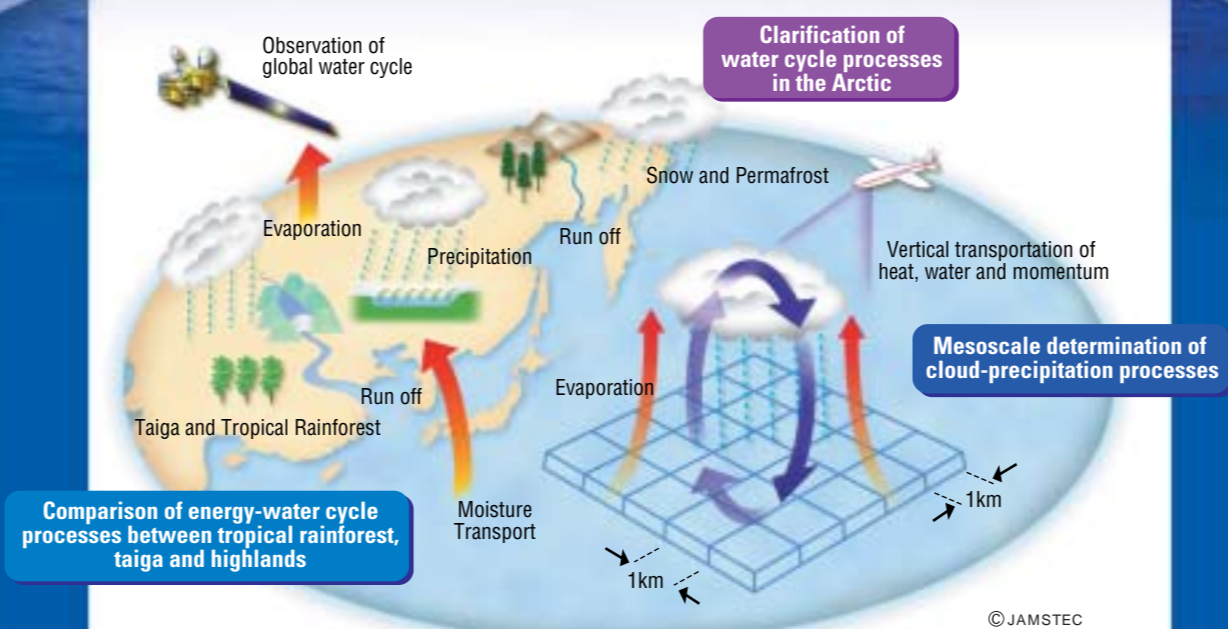 Observation of
global water cycle
Clarification of
water cycle processes
in the Arctic
Snow and Permafrost
Evaporation
Precipitation
Run off
Vertical transportation of
heat, water and momentum
Mesoscale determination of
cloud-precipitation processes
Evaporation
Run off
Taiga and Tropical Rainforest
Comparison of energy-water cycle
processes between tropical rainforest,
taiga and highlands
Moisture
Transport
1km
1km
©JAMSTEC